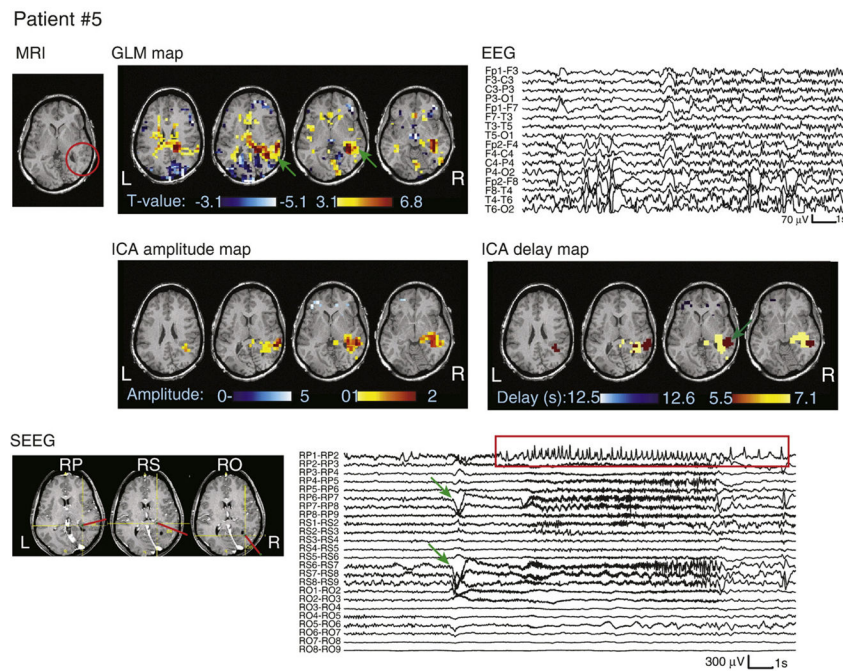 Patient #5
MRI
GLM map
EEG
L
R
T-value: -3.1 -5.1 3.1 6.8
Fp1-F3
F3-C3
C3-P3
P3-O1
Fp1-F7
F7-T3
T3-T5
T5-O1
Fp2-F4
F4-C4
C4-P4
P4-O2
Fp2-F8
F8-T4
T4-T6
T6-O2
70 µV 1s
ICA amplitude map
L
R
Amplitude: 0- 5 01 2
ICA delay map
L
R
Delay (s):12.5 12.6 5.5 7.1
SEEG
RP RS RO
L
R
RP1-RP2
RP2-RP3
RP3-RP4
RP4-RP5
RP5-RP6
RP6-RP7
RP7-RP8
RP8-RP9
RS1-RS2
RS2-RS3
RS3-RS4
RS4-RS5
RS5-RS6
RS6-RS7
RS7-RS8
RS8-RS9
RO1-RO2
RO2-RO3
RO3-RO4
RO4-RO5
RO5-RO6
RO6-RO7
RO7-RO8
RO8-RO9
300 µV 1s